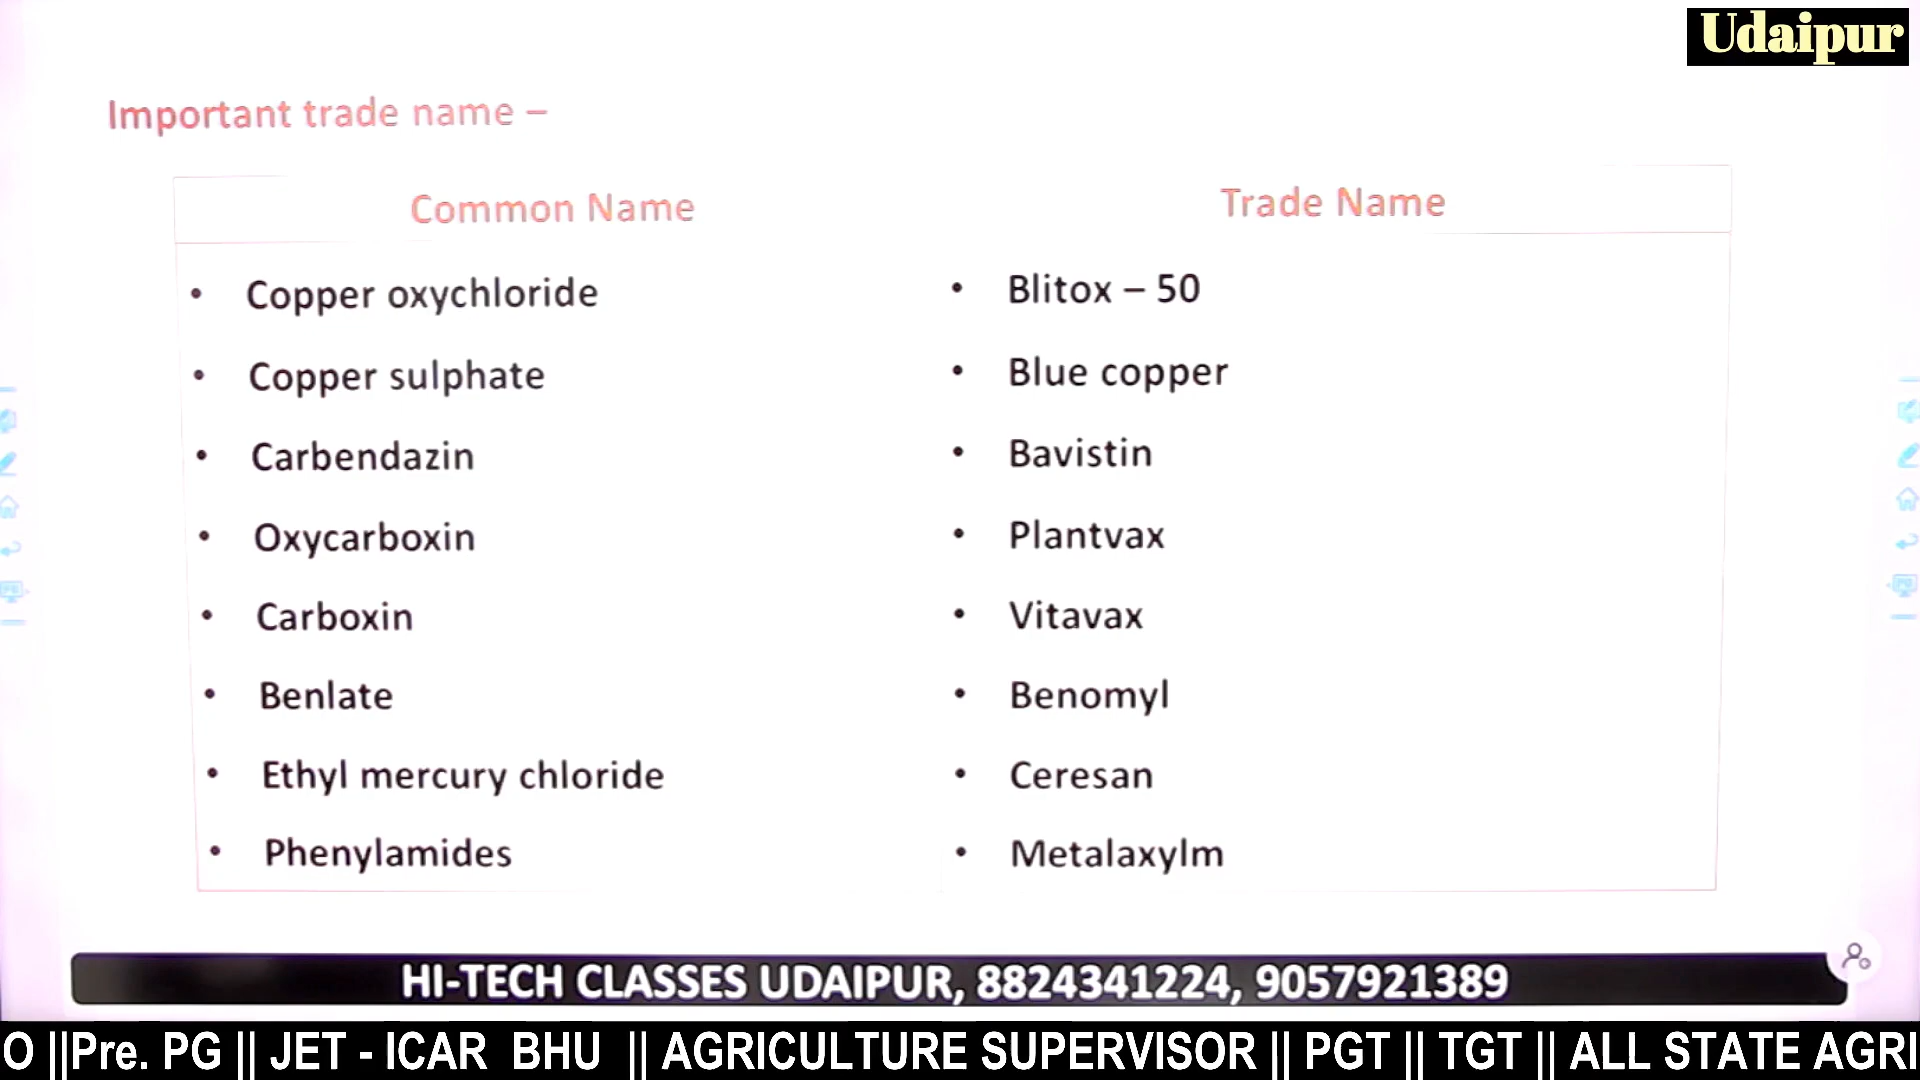 Udaipur
Important trade name –
Common Name Trade Name
• Copper oxychloride • Blitox – 50
• Copper sulphate • Blue copper
• Carbendazin • Bavistin
• Oxycarboxin • Plantvax
• Carboxin • Vitavax
• Benlate • Benomyl
• Ethyl mercury chloride • Ceresan
• Phenylamides • Metalaxylm
HI-TECH CLASSES UDAIPUR, 8824341224, 9057921389
O ||Pre. PG || JET - ICAR BHU || AGRICULTURE SUPERVISOR || PGT || TGT || ALL STATE AGRI